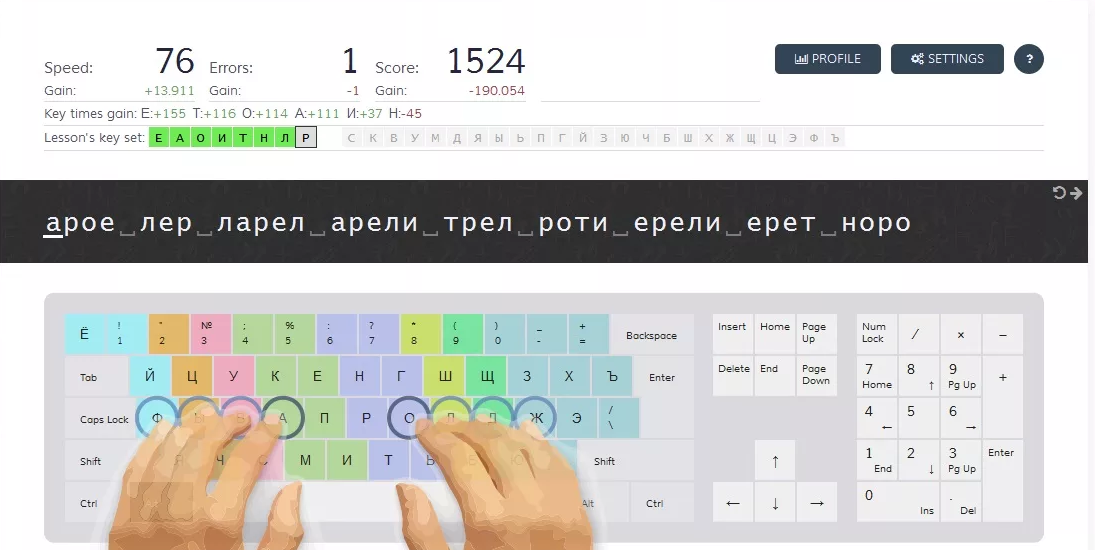 Speed: 76 Errors: 1 Score: 1524
Gain: +13.911 Gain: -1 Gain: -190.054
PROFILE SETTINGS ?
Key times gain: Е:+155 Т:+116 О:+114 А:+111 И:+37 Н:-45
Lesson's key set: Е А О И Т Н Л Р С К В У М Д Я Ы Ь П Г Й З Ю Ч Б Ш Х Ж Щ Ц Э Ф Ъ
арое␣лер␣ларел␣арели␣трел␣роти␣ерели␣ерет␣норо
Ё ! 1 " 2 № 3 ; 4 % 5 : 6 ? 7 * 8 ( 9 ) 0 _ - + = Backspace
Tab Й Ц У К Е Н Г Ш Щ З Х Ъ Enter
Caps Lock Ф Ы В А П Р О Л Д Ж Э / \
Shift Я Ч С М И Т Ь Shift
Ctrl Alt Ctrl
Insert Home Page Up
Delete End Page Down
↑
← ↓ →
Num Lock / × –
7 Home 8 ↑ 9 Pg Up +
4 ← 5 6 →
1 End 2 ↓ 3 Pg Up Enter
0 Ins . Del